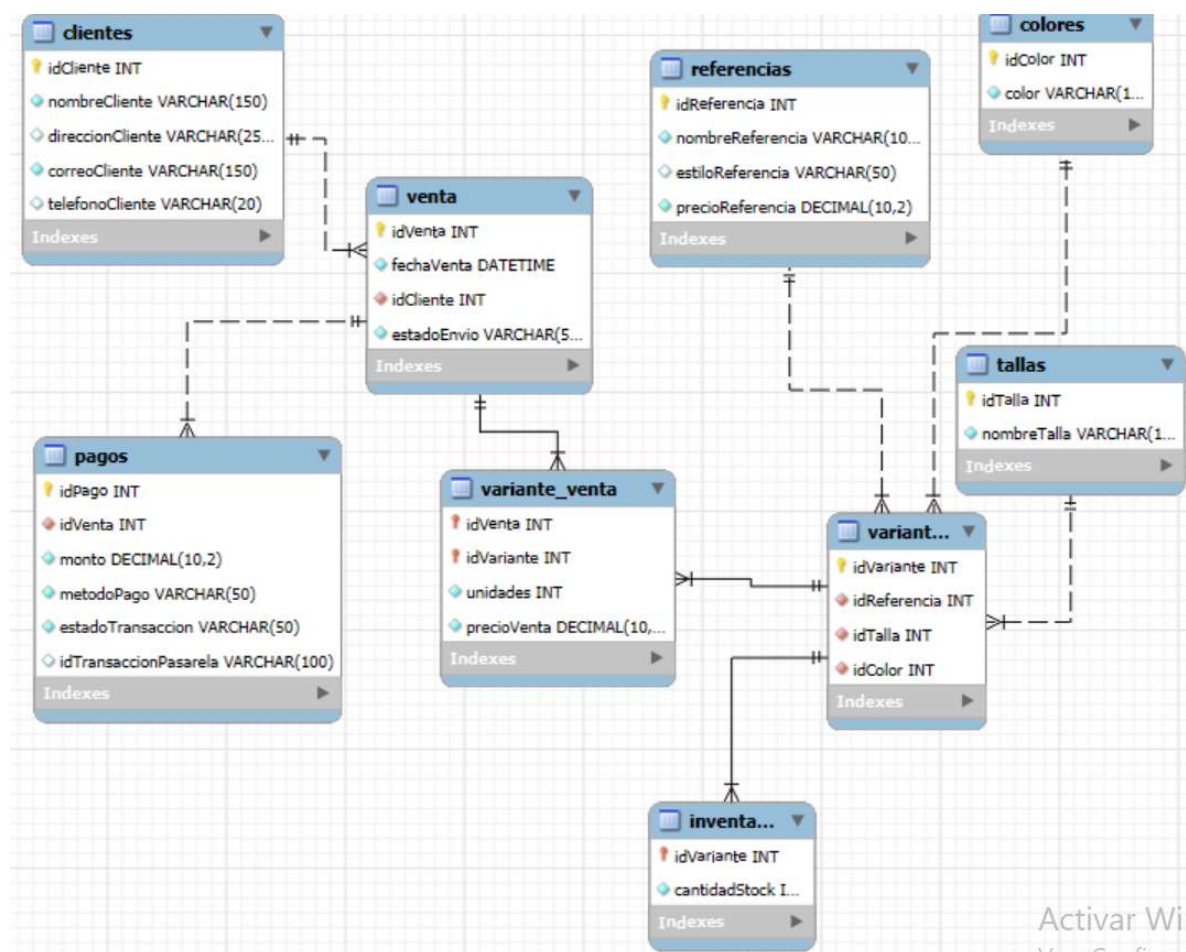 clientes
idCliente INT
nombreCliente VARCHAR(150)
direccionCliente VARCHAR(25...
correoCliente VARCHAR(150)
telefonoCliente VARCHAR(20)
Indexes
venta
idVenta INT
fechaVenta DATETIME
idCliente INT
estadoEnvio VARCHAR(5...
Indexes
referencias
idReferencia INT
nombreReferencia VARCHAR(10...
estiloReferencia VARCHAR(50)
precioReferencia DECIMAL(10,2)
Indexes
colores
idColor INT
color VARCHAR(1...
Indexes
tallas
idTalla INT
nombreTalla VARCHAR(1...
Indexes
pagos
idPago INT
idVenta INT
monto DECIMAL(10,2)
metodoPago VARCHAR(50)
estadoTransaccion VARCHAR(50)
idTransaccionPasarela VARCHAR(100)
Indexes
variante_venta
idVenta INT
idVariante INT
unidades INT
precioVenta DECIMAL(10,...
Indexes
variant...
idVariante INT
idReferencia INT
idTalla INT
idColor INT
Indexes
inventa...
idVariante INT
cantidadStock I...
Indexes
Activar Wi